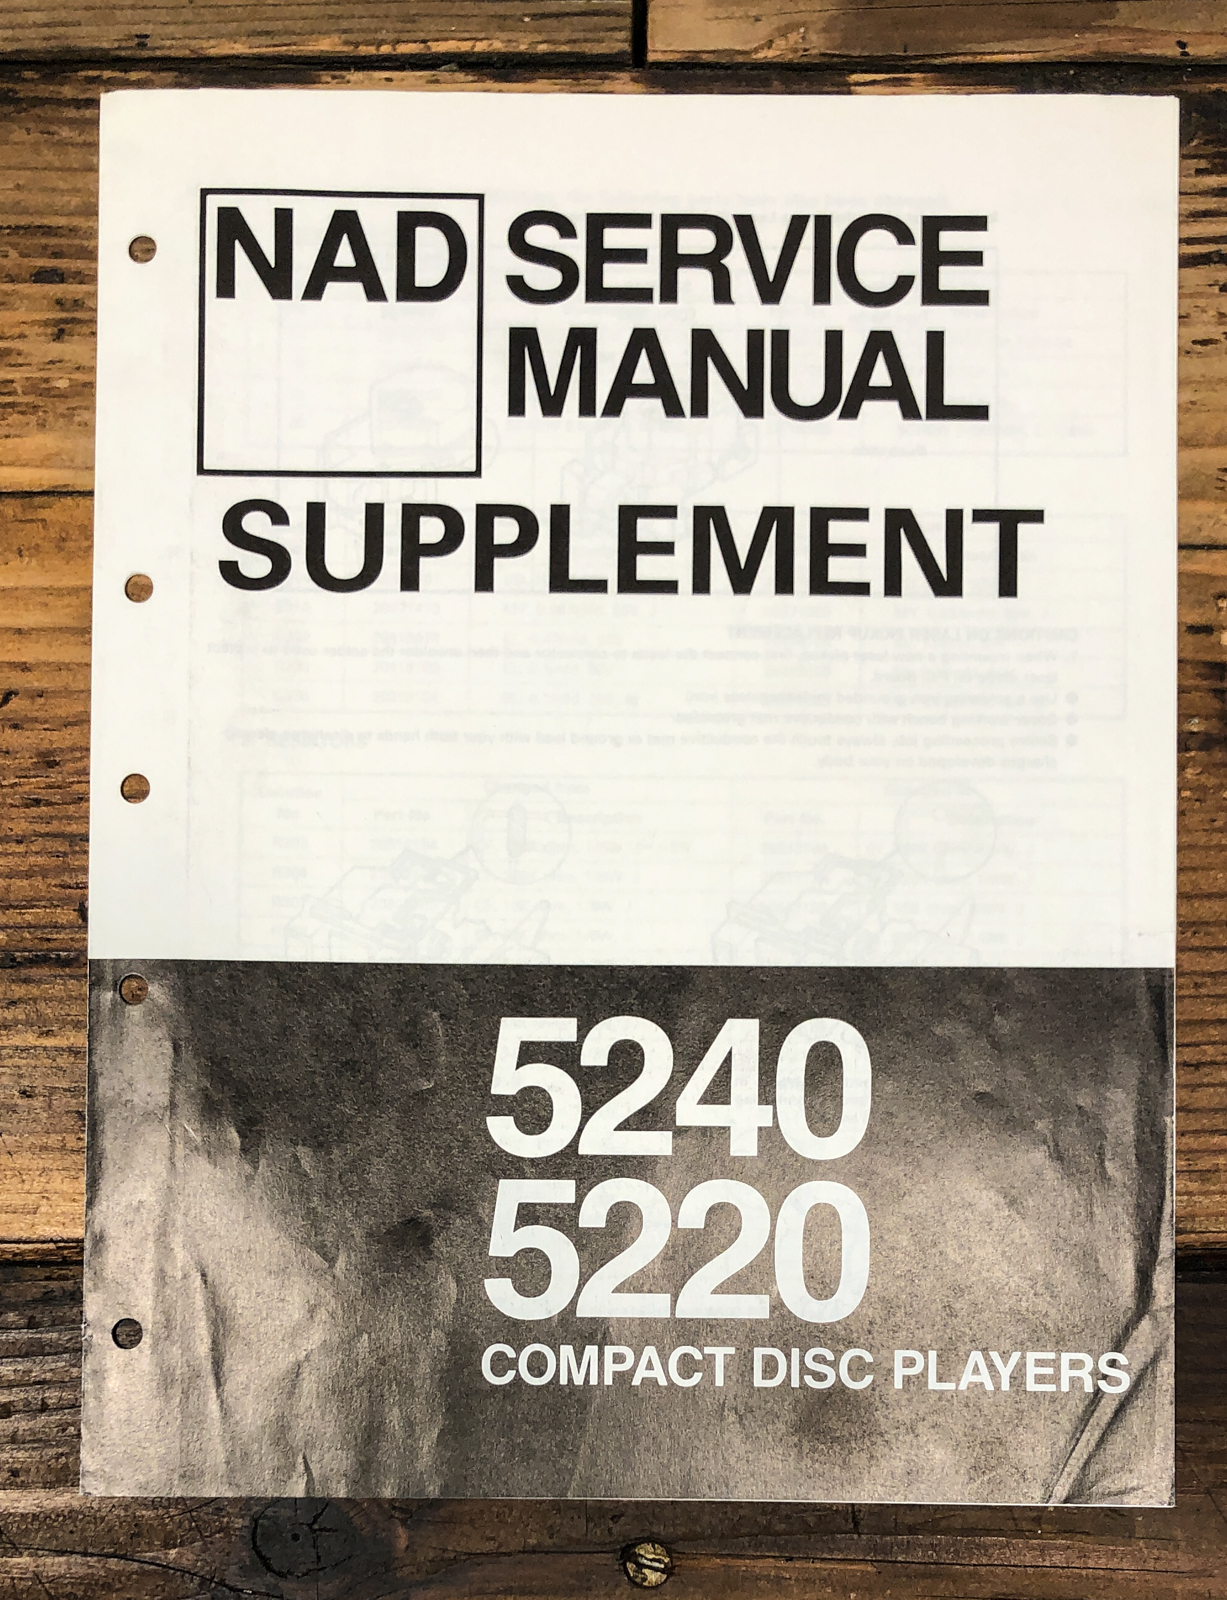 NAD SERVICE
MANUAL
SUPPLEMENT
5240
5220
COMPACT DISC PLAYERS